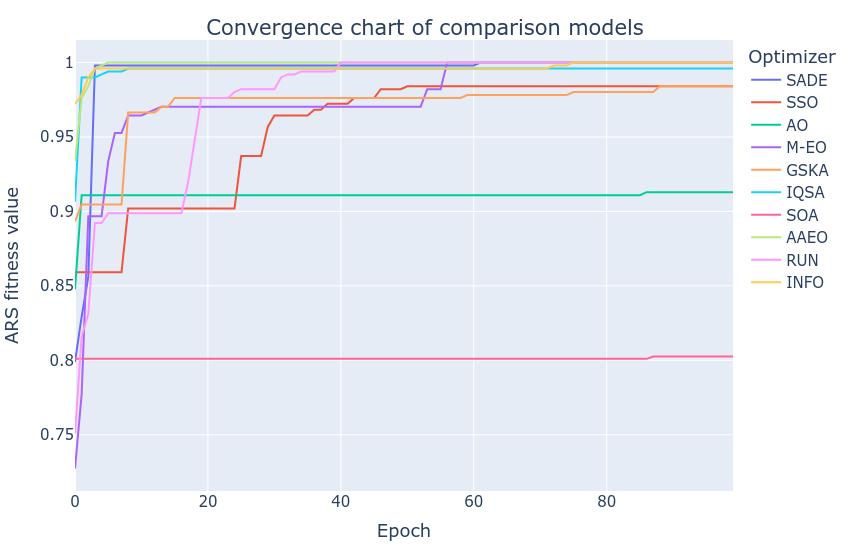 Convergence chart of comparison models
ARS fitness value
1
0.95
0.9
0.85
0.8
0.75
0
20
40
60
80
Epoch
Optimizer
SADE
SSO
AO
M-EO
GSKA
IQSA
SOA
AAEO
RUN
INFO